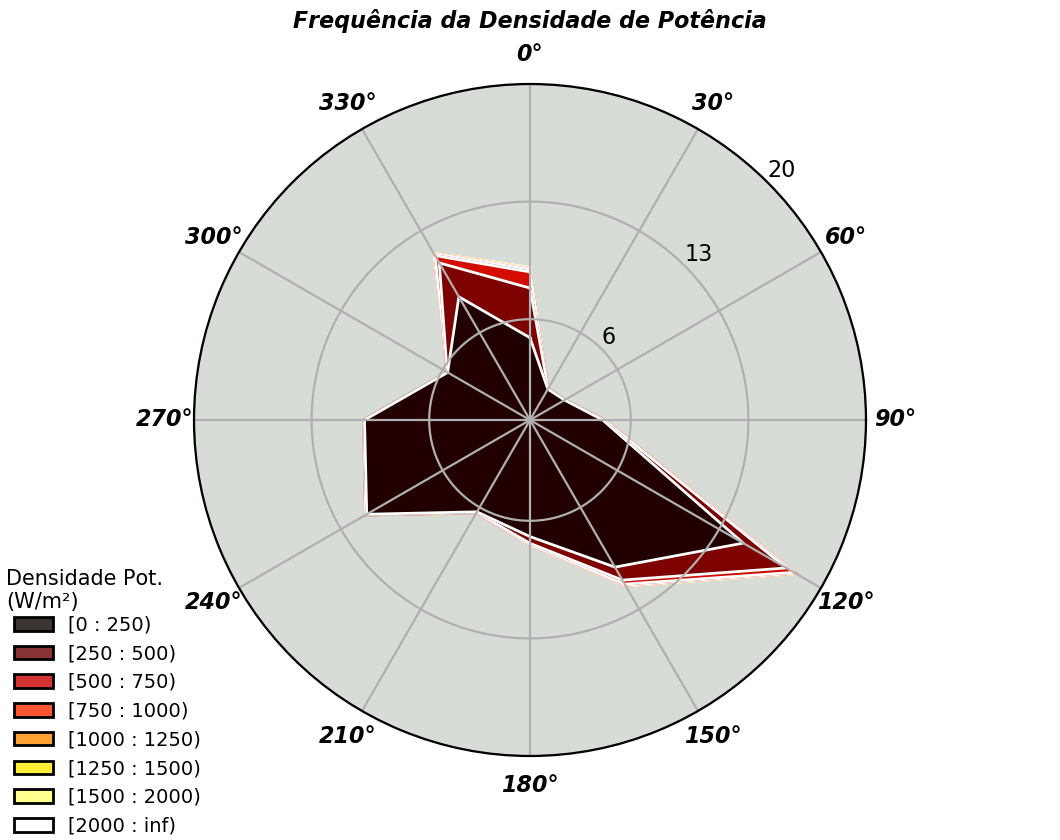 Frequência da Densidade de Potência
0°
330°
30°
20
300°
60°
13
6
270°
90°
240°
120°
210°
150°
180°
Densidade Pot.
(W/m²)
[0 : 250)
[250 : 500)
[500 : 750)
[750 : 1000)
[1000 : 1250)
[1250 : 1500)
[1500 : 2000)
[2000 : inf)